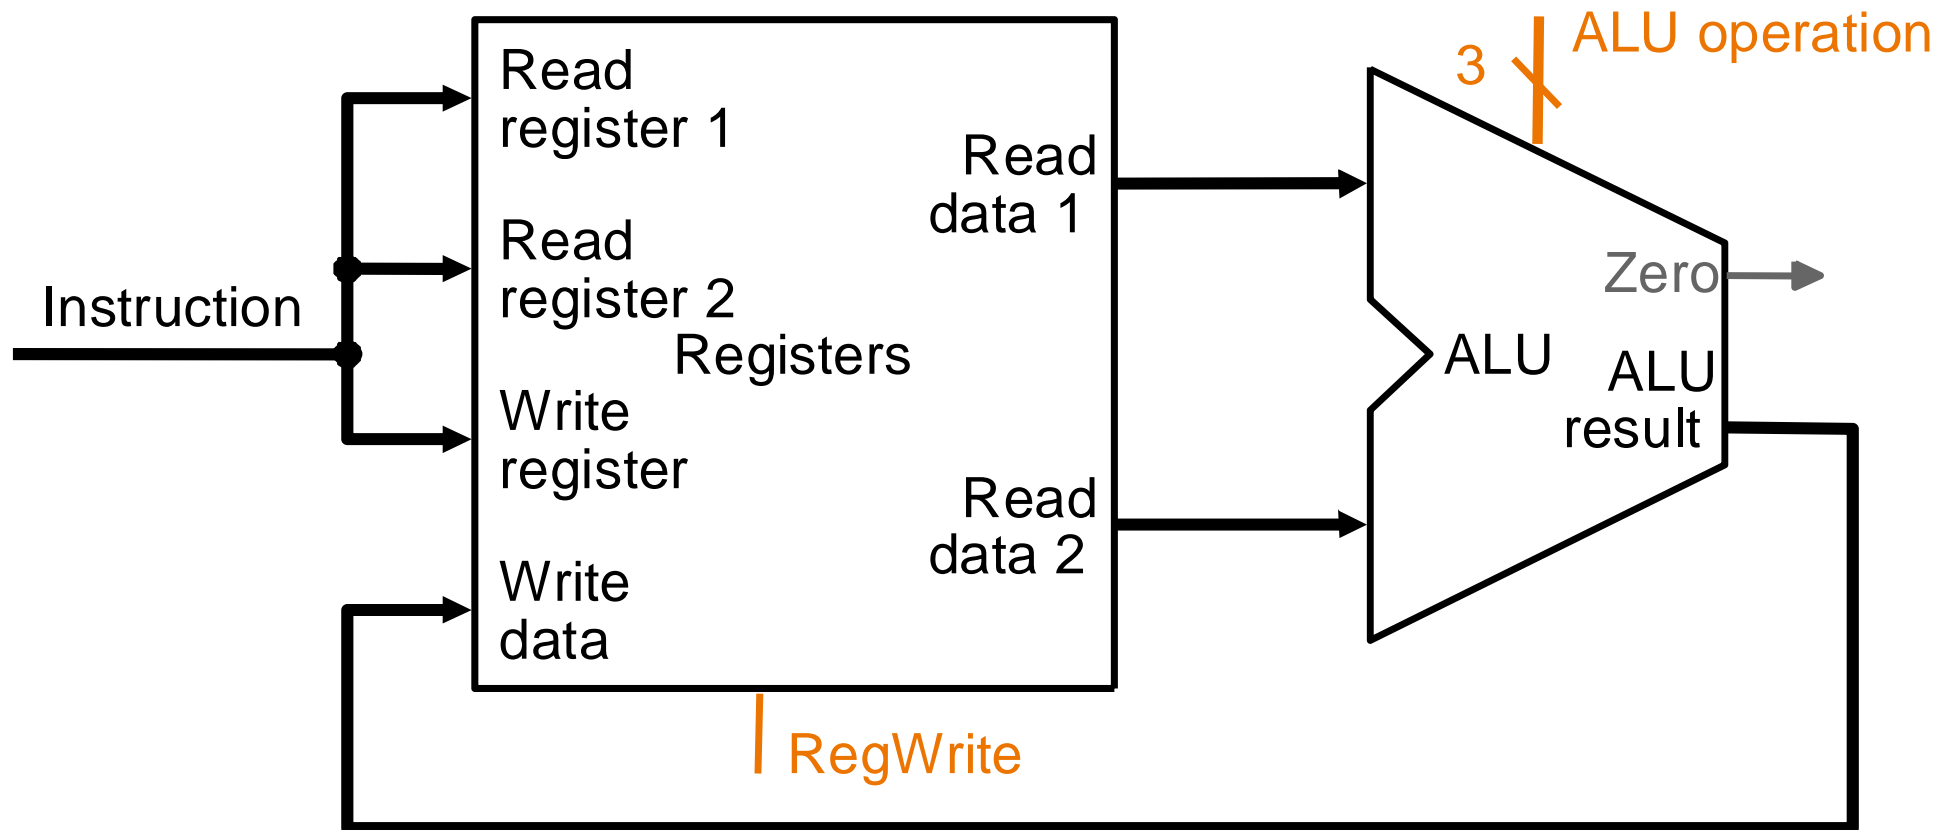 ALU operation
3
Read
register 1
Read
data 1
Read
register 2
Zero
Instruction
Registers
ALU
ALU
result
Write
register
Read
data 2
Write
data
RegWrite